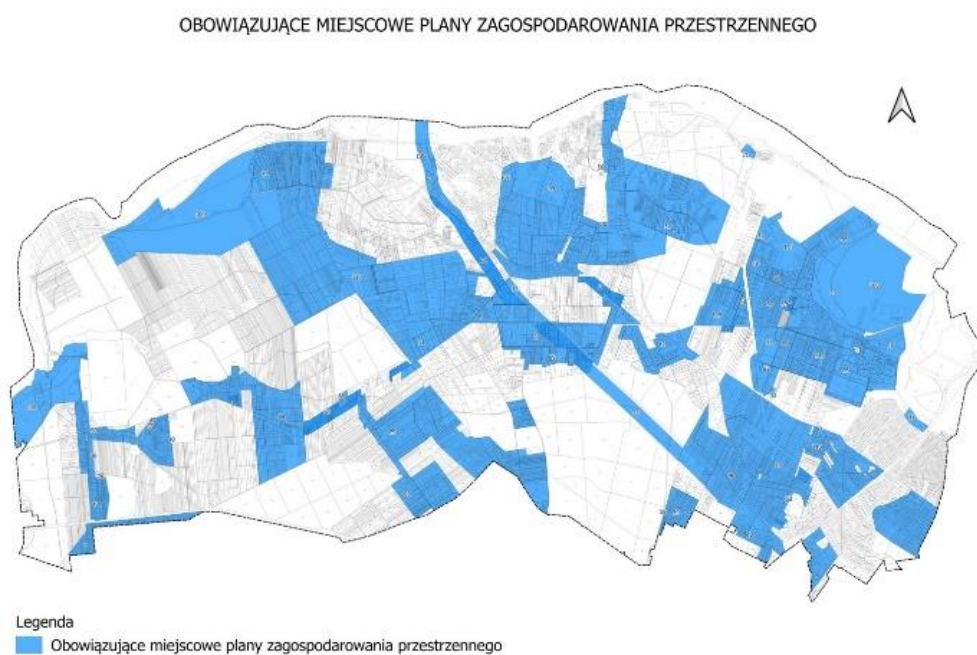 OBOWIĄZUJĄCE MIEJSCOWE PLANY ZAGOSPODAROWANIA PRZESTRZENNEGO
Legenda
Obowiązujące miejscowe plany zagospodarowania przestrzennego